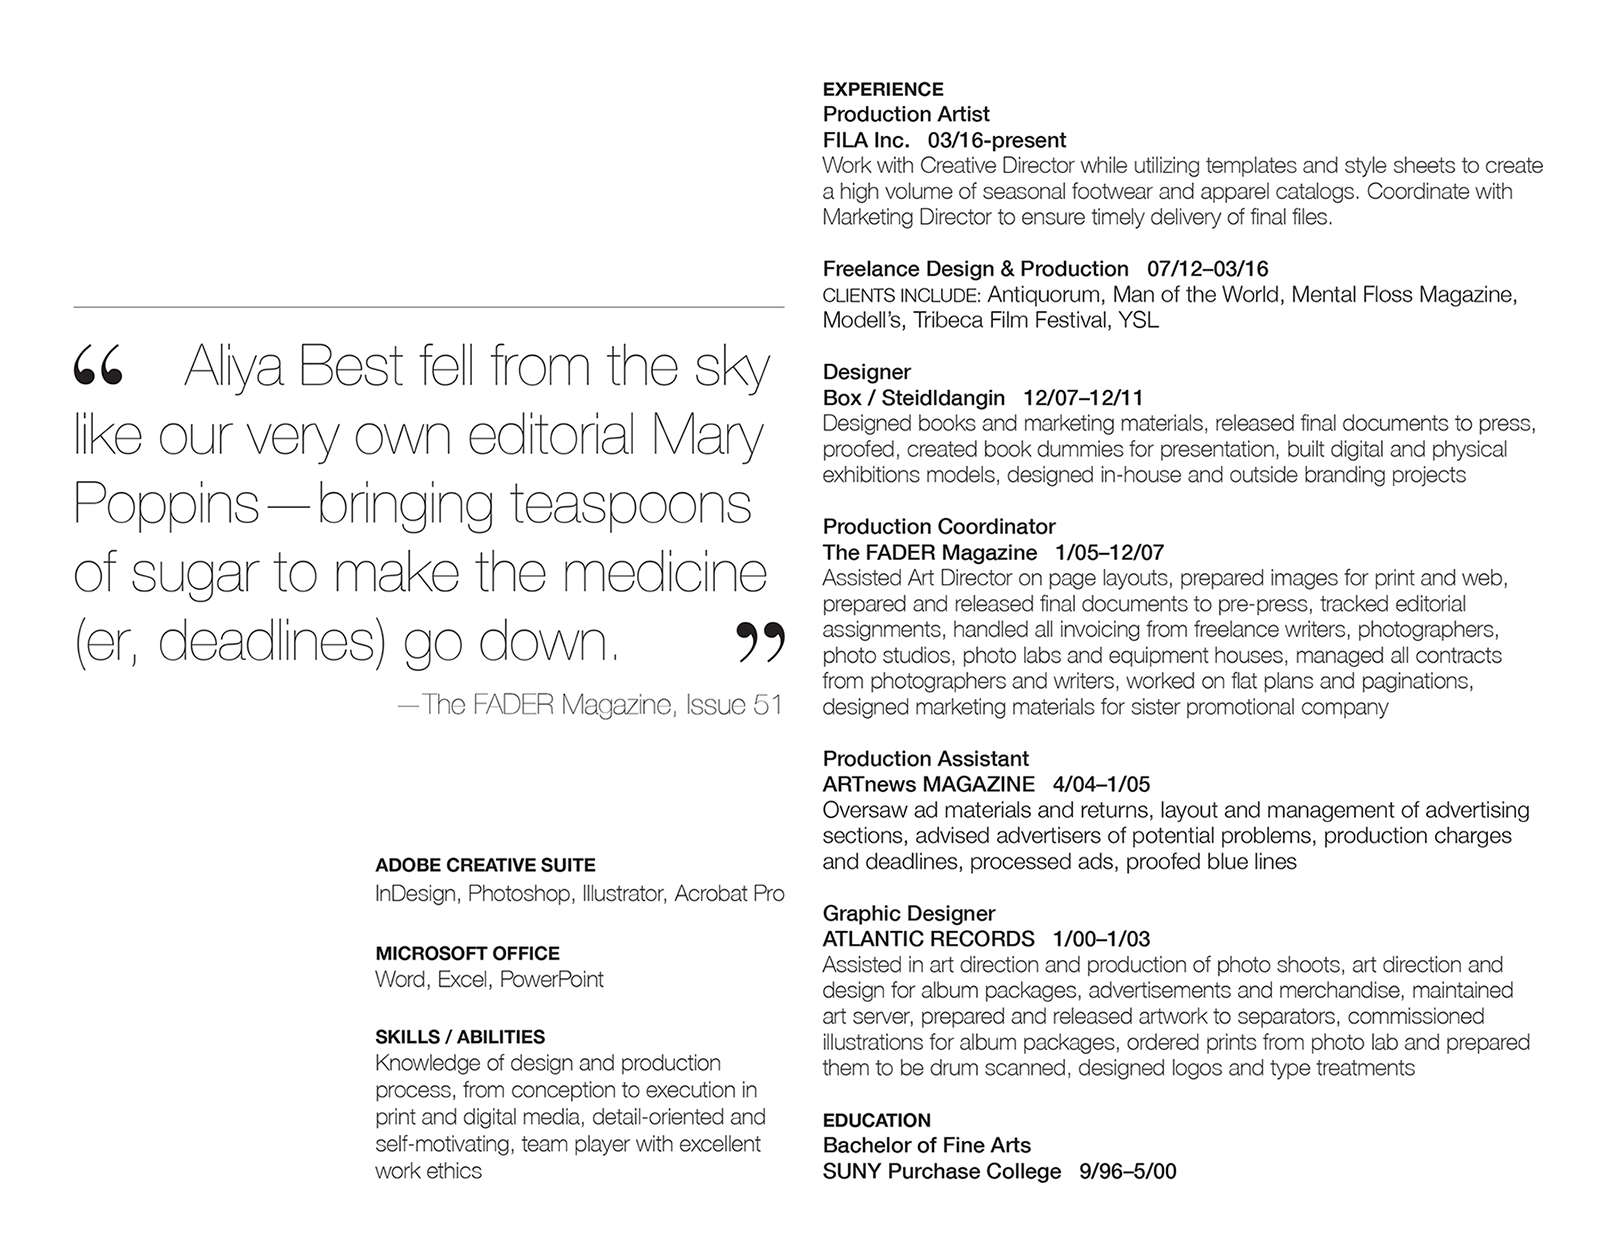 “ Aliya Best fell from the sky
like our very own editorial Mary
Poppins—bringing teaspoons
of sugar to make the medicine
(er, deadlines) go down. ”
—The FADER Magazine, Issue 51
ADOBE CREATIVE SUITE
InDesign, Photoshop, Illustrator, Acrobat Pro
MICROSOFT OFFICE
Word, Excel, PowerPoint
SKILLS / ABILITIES
Knowledge of design and production
process, from conception to execution in
print and digital media, detail-oriented and
self-motivating, team player with excellent
work ethics
EXPERIENCE
Production Artist
FILA Inc. 03/16-present
Work with Creative Director while utilizing templates and style sheets to create
a high volume of seasonal footwear and apparel catalogs. Coordinate with
Marketing Director to ensure timely delivery of final files.
Freelance Design & Production 07/12–03/16
CLIENTS INCLUDE: Antiquorum, Man of the World, Mental Floss Magazine,
Modell’s, Tribeca Film Festival, YSL
Designer
Box / Steidldangin 12/07–12/11
Designed books and marketing materials, released final documents to press,
proofed, created book dummies for presentation, built digital and physical
exhibitions models, designed in-house and outside branding projects
Production Coordinator
The FADER Magazine 1/05–12/07
Assisted Art Director on page layouts, prepared images for print and web,
prepared and released final documents to pre-press, tracked editorial
assignments, handled all invoicing from freelance writers, photographers,
photo studios, photo labs and equipment houses, managed all contracts
from photographers and writers, worked on flat plans and paginations,
designed marketing materials for sister promotional company
Production Assistant
ARTnews MAGAZINE 4/04–1/05
Oversaw ad materials and returns, layout and management of advertising
sections, advised advertisers of potential problems, production charges
and deadlines, processed ads, proofed blue lines
Graphic Designer
ATLANTIC RECORDS 1/00–1/03
Assisted in art direction and production of photo shoots, art direction and
design for album packages, advertisements and merchandise, maintained
art server, prepared and released artwork to separators, commissioned
illustrations for album packages, ordered prints from photo lab and prepared
them to be drum scanned, designed logos and type treatments
EDUCATION
Bachelor of Fine Arts
SUNY Purchase College 9/96–5/00